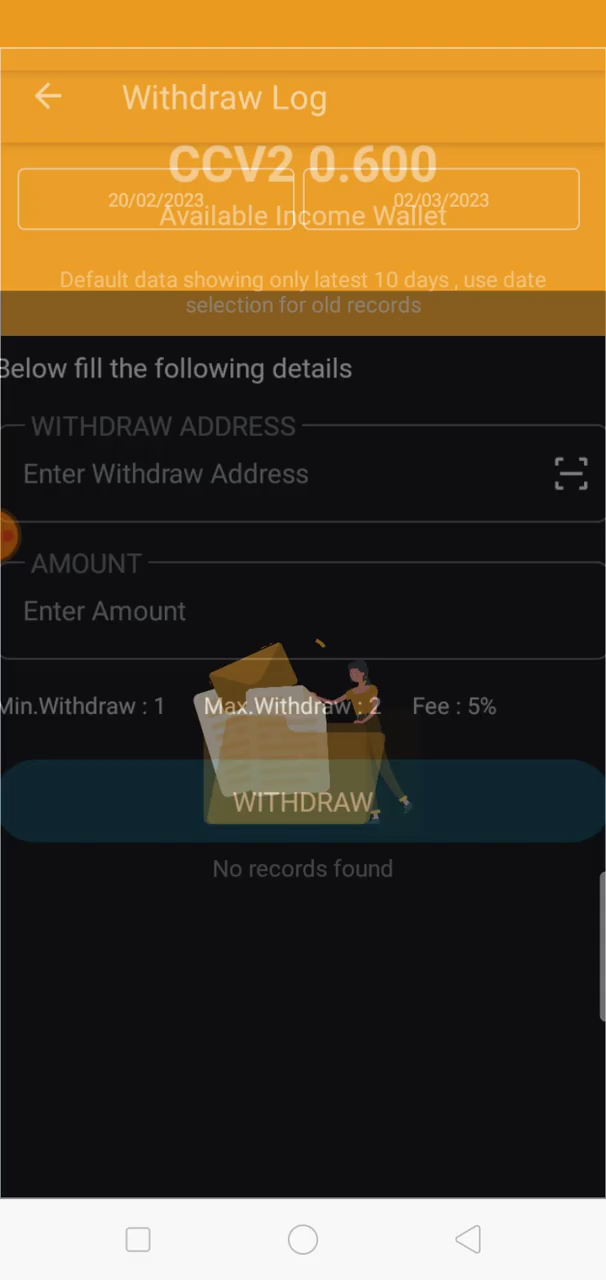 Withdraw Log
CCV2 0.600
20/02/2023
02/03/2023
Available Income Wallet
Default data showing only latest 10 days , use date
selection for old records
Below fill the following details
WITHDRAW ADDRESS
Enter Withdraw Address
AMOUNT
Enter Amount
Min.Withdraw : 1 Max.Withdraw : 2 Fee : 5%
WITHDRAW
No records found